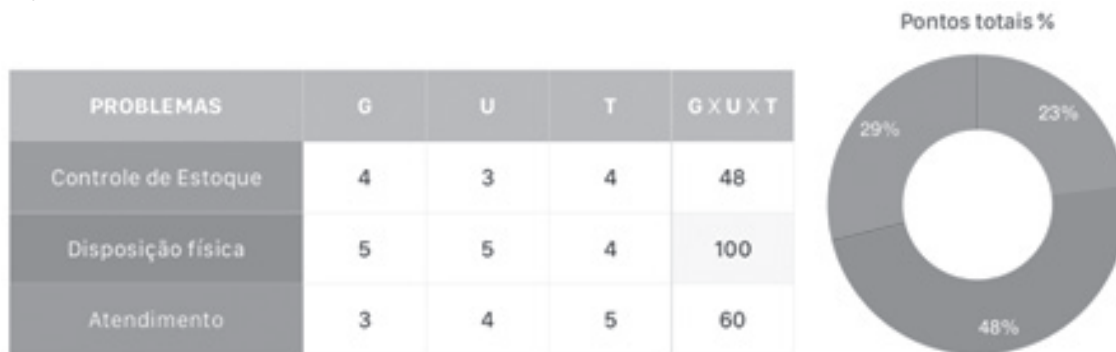 Pontos totais %
PROBLEMAS G U T G X U X T
Controle de Estoque 4 3 4 48
Disposição física 5 5 4 100
Atendimento 3 4 5 60
29%
23%
48%